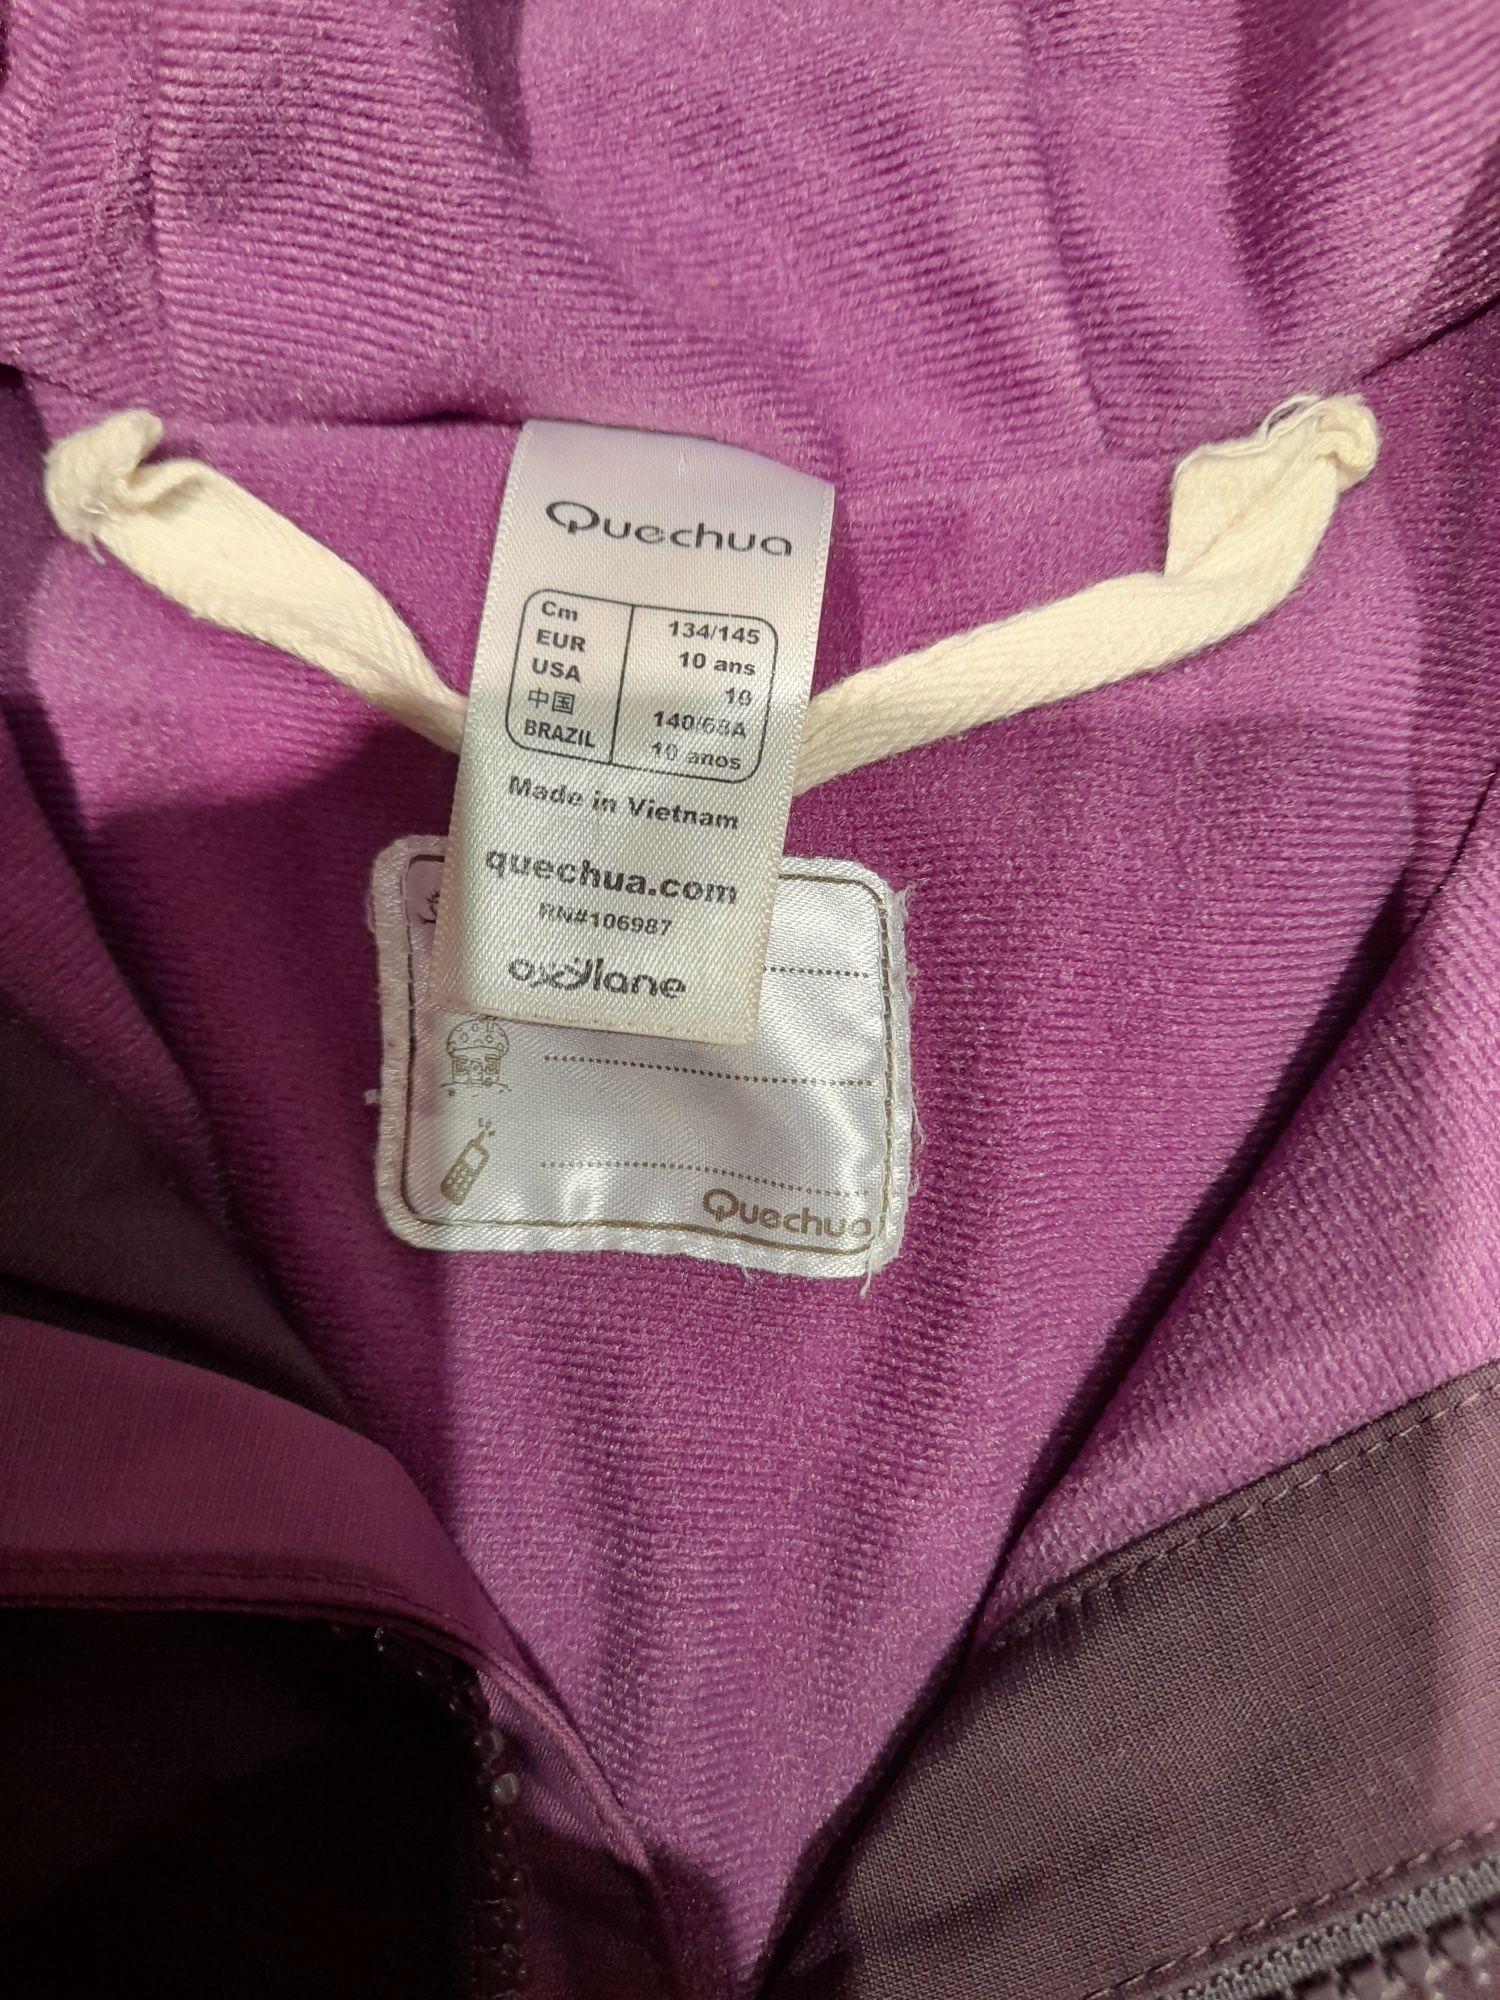 Quechua
Cm 134/145
EUR 10 ans
USA 10
中国 140/68A
BRAZIL 10 anos
Made in Vietnam
quechua.com
RN#106987
oxylane
Quechua